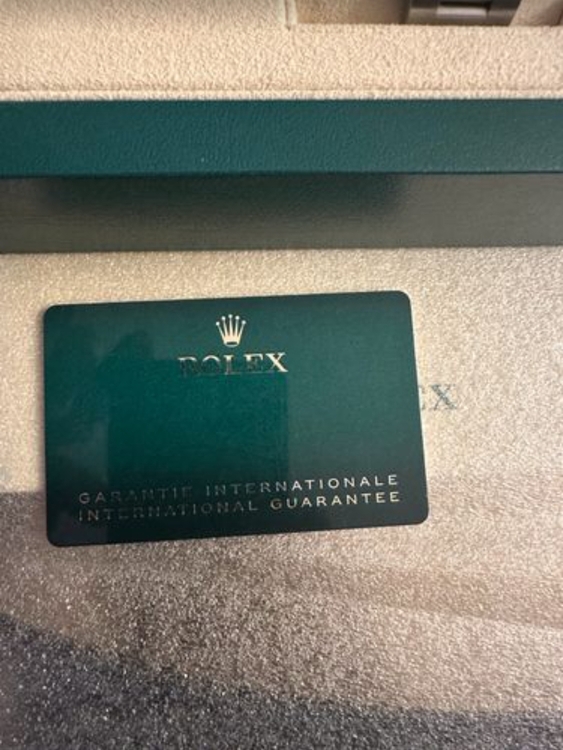 ROLEX
GARANTIE INTERNATIONALE
INTERNATIONAL GUARANTEE